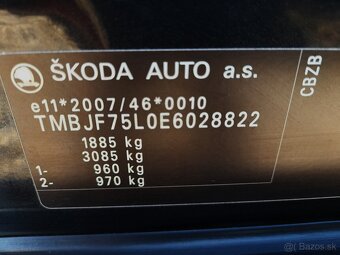 ŠKODA AUTO a.s.
CBZB
e11*2007/46*0010
TMBJF75L0E6028822
1885 kg
3085 kg
1- 960 kg
2- 970 kg
bazos.sk